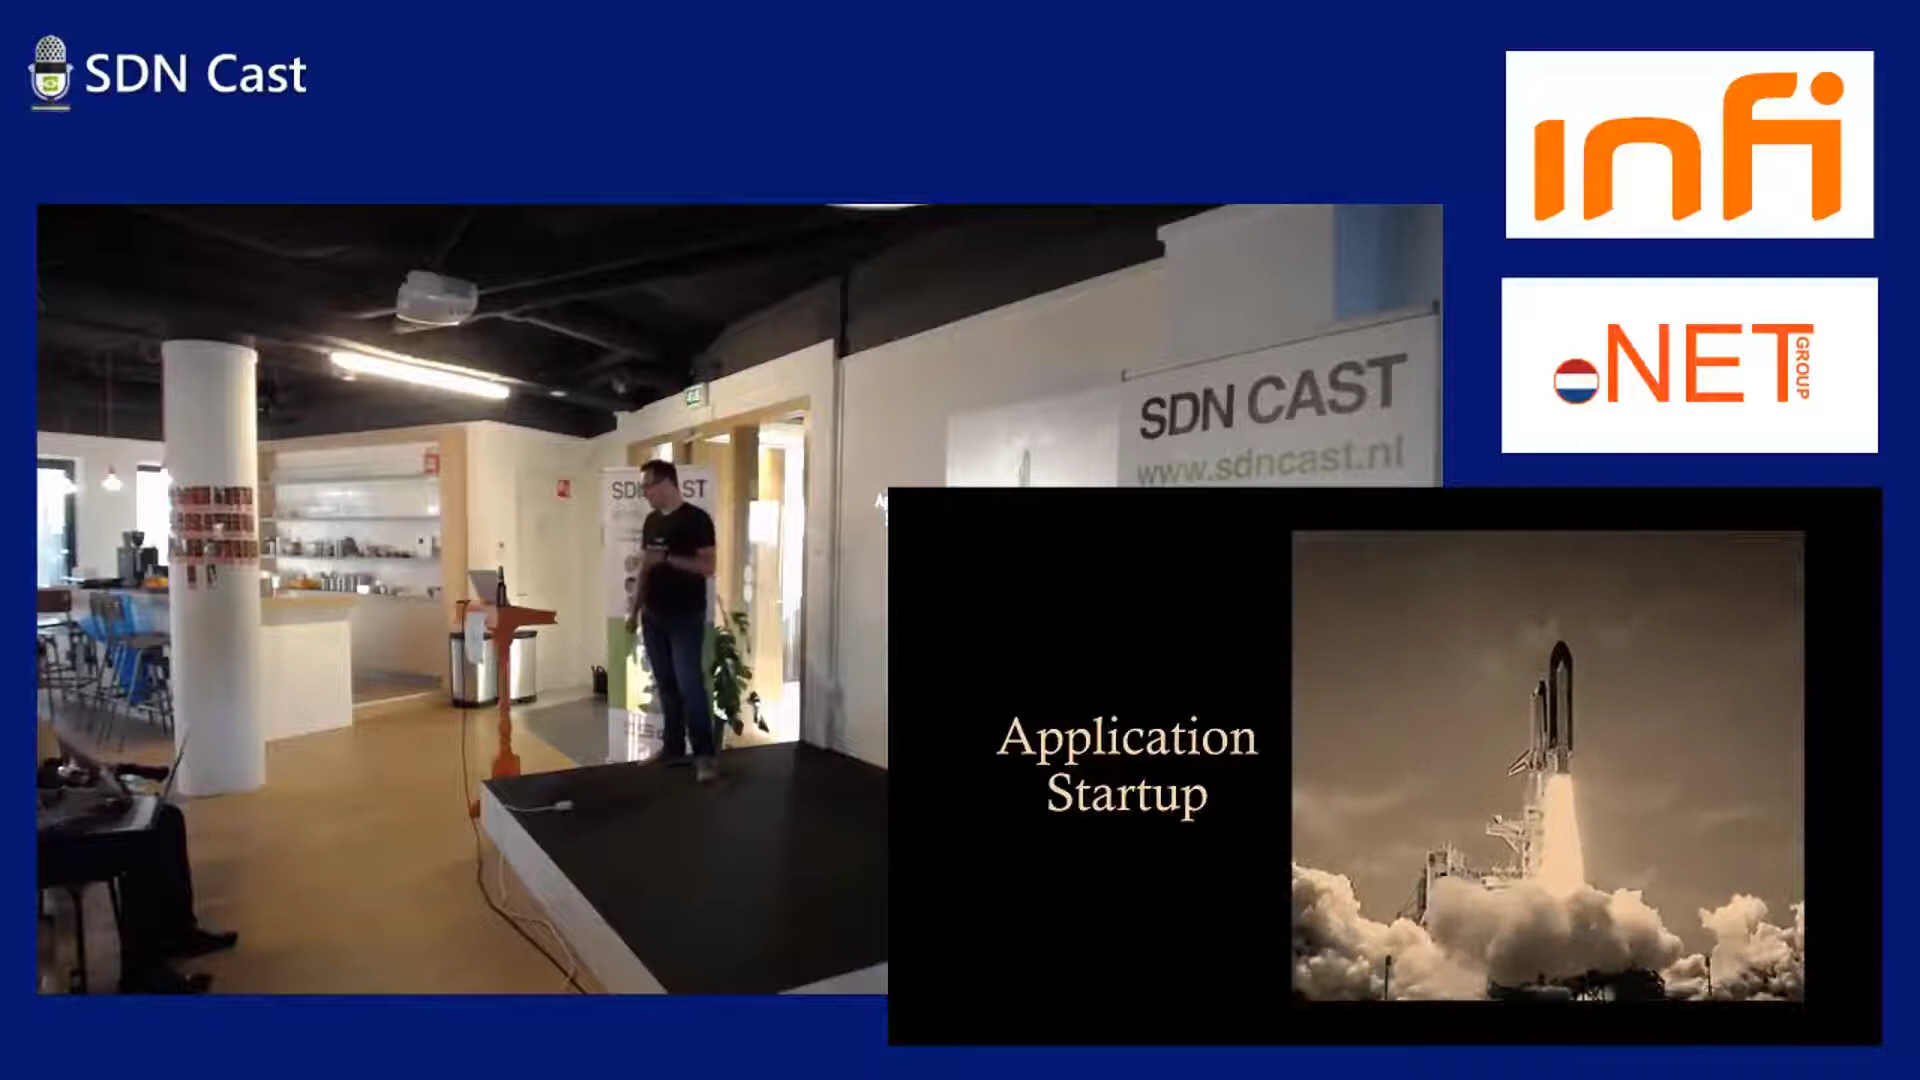 SDN Cast
infi
.NET
GROUP
SDN CAST
www.sdncast.nl
Application
Startup